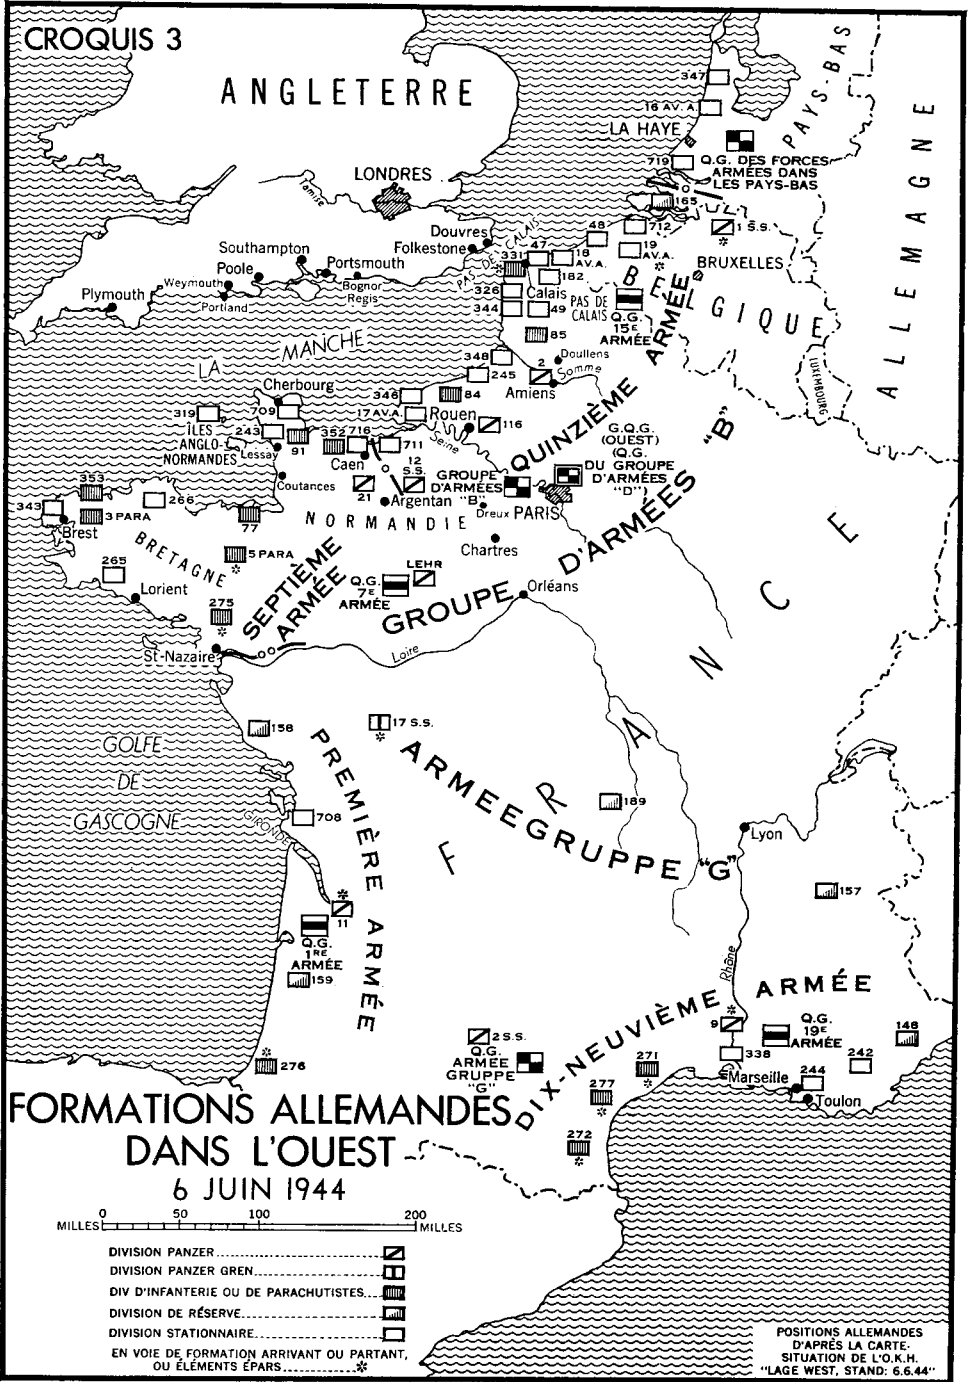 CROQUIS 3
ANGLETERRE
PAYS-BAS
ALLEMAGNE
347
16 AV. A.
LA HAYE
719
Q.G. DES FORCES
ARMÉES DANS
LES PAYS-BAS
165
LONDRES
Tamise
Douvres
Folkestone
PAS DE CALAIS
48
712
1 S.S.
19
AV.A.
BRUXELLES
47
18
AV.A.
331
182
Calais
326
344
49
PAS DE
CALAIS
Q.G.
15E
ARMÉE
BELGIQUE
LUXEMBOURG
85
Southampton
Poole
Portsmouth
Weymouth
Bognor
Regis
Portland
Plymouth
LA MANCHE
348
245
2
Doullens
Somme
Amiens
Cherbourg
346
84
319
709
17 AV.A.
Rouen
116
ÎLES
ANGLO-
NORMANDES
243
91
352
716
711
Seine
Lessay
Caen
12
S.S.
Coutances
21
Argentan
GROUPE
D'ARMÉES
"B"
QUINZIÈME ARMÉE
G.Q.G.
(OUEST)
(Q.G.
DU GROUPE
D'ARMÉES
"D")
Dreux
PARIS
353
266
343
3 PARA
77
Brest
NORMANDIE
Chartres
BRETAGNE
5 PARA
265
Lorient
LEHR
Q.G.
7E
ARMÉE
275
SEPTIÈME
ARMÉE
GROUPE D'ARMÉES "B"
Orléans
St-Nazaire
Loire
FRANCE
158
17 S.S.
GOLFE
DE
GASCOGNE
PREMIÈRE ARMÉE
ARMEEGRUPPE "G"
189
708
GIRONDE
Lyon
157
11
Q.G.
1RE
ARMÉE
159
Rhône
DIX-NEUVIÈME ARMÉE
9
Q.G.
19E
ARMÉE
148
2 S.S.
Q.G.
ARMÉE
GRUPPE
"G"
276
271
338
242
Marseille
244
277
Toulon
272
FORMATIONS ALLEMANDES
DANS L'OUEST
6 JUIN 1944
0 50 100 200
MILLES MILLES
DIVISION PANZER
DIVISION PANZER GREN
DIV D'INFANTERIE OU DE PARACHUTISTES
DIVISION DE RÉSERVE
DIVISION STATIONNAIRE
EN VOIE DE FORMATION ARRIVANT OU PARTANT,
OU ÉLÉMENTS ÉPARS
POSITIONS ALLEMANDES
D'APRÈS LA CARTE-
SITUATION DE L'O.K.H.
"LAGE WEST, STAND: 6.6.44"